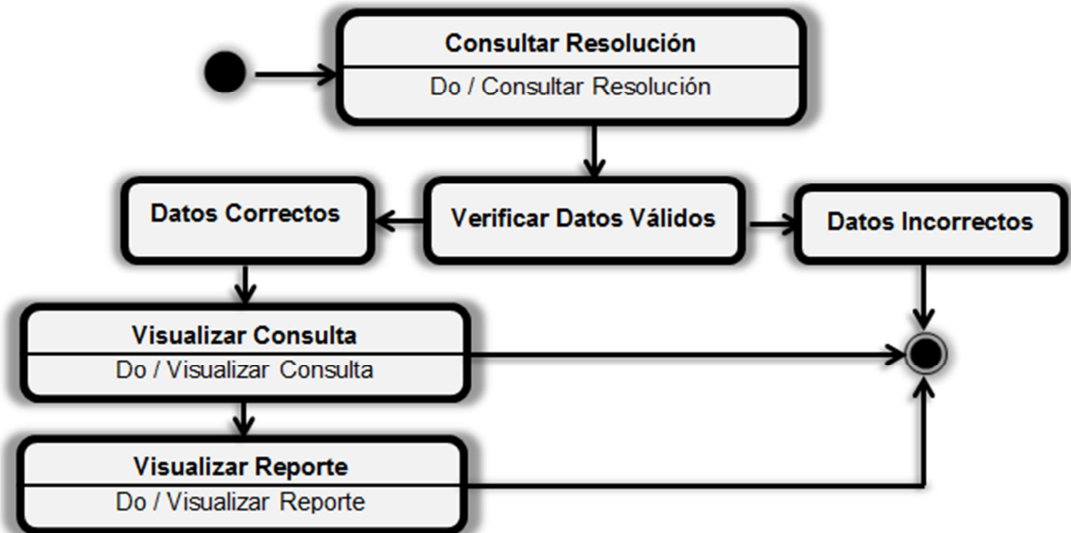 Consultar Resolución
Do / Consultar Resolución
Datos Correctos
Verificar Datos Válidos
Datos Incorrectos
Visualizar Consulta
Do / Visualizar Consulta
Visualizar Reporte
Do / Visualizar Reporte